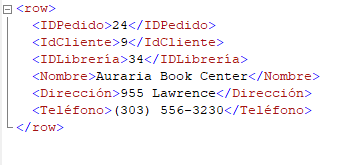 <row>
<IDPedido>24</IDPedido>
<IdCliente>9</IdCliente>
<IDLibrería>34</IDLibrería>
<Nombre>Auraria Book Center</Nombre>
<Dirección>955 Lawrence</Dirección>
<Teléfono>(303) 556-3230</Teléfono>
</row>